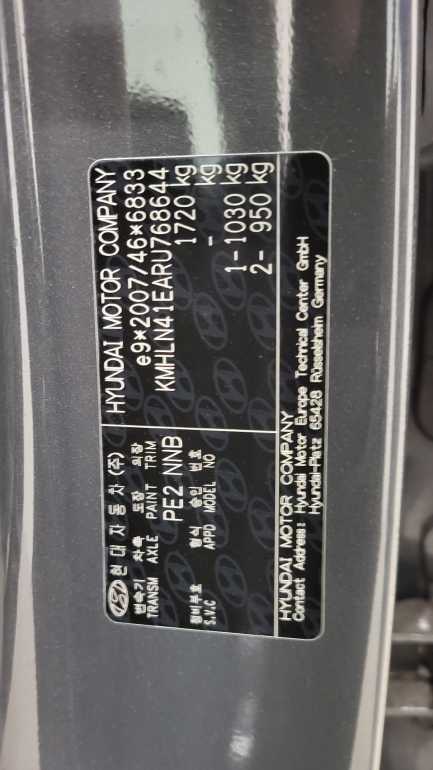 현대자동차 (주)
변속기 차축 도장 외장
TRANSM AXLE PAINT TRIM
PE2 NNB
정비부호 형식 승인 번호
S.V.C APPD MODEL NO
HYUNDAI MOTOR COMPANY
e9*2007/46*6833
KMHLN41EARU768644
1720 kg
- kg
1- 1030 kg
2- 950 kg
HYUNDAI MOTOR COMPANY
Contact Address: Hyundai Motor Europe Technical Center GmbH
Hyundai-Platz 65428 Rüsselsheim Germany